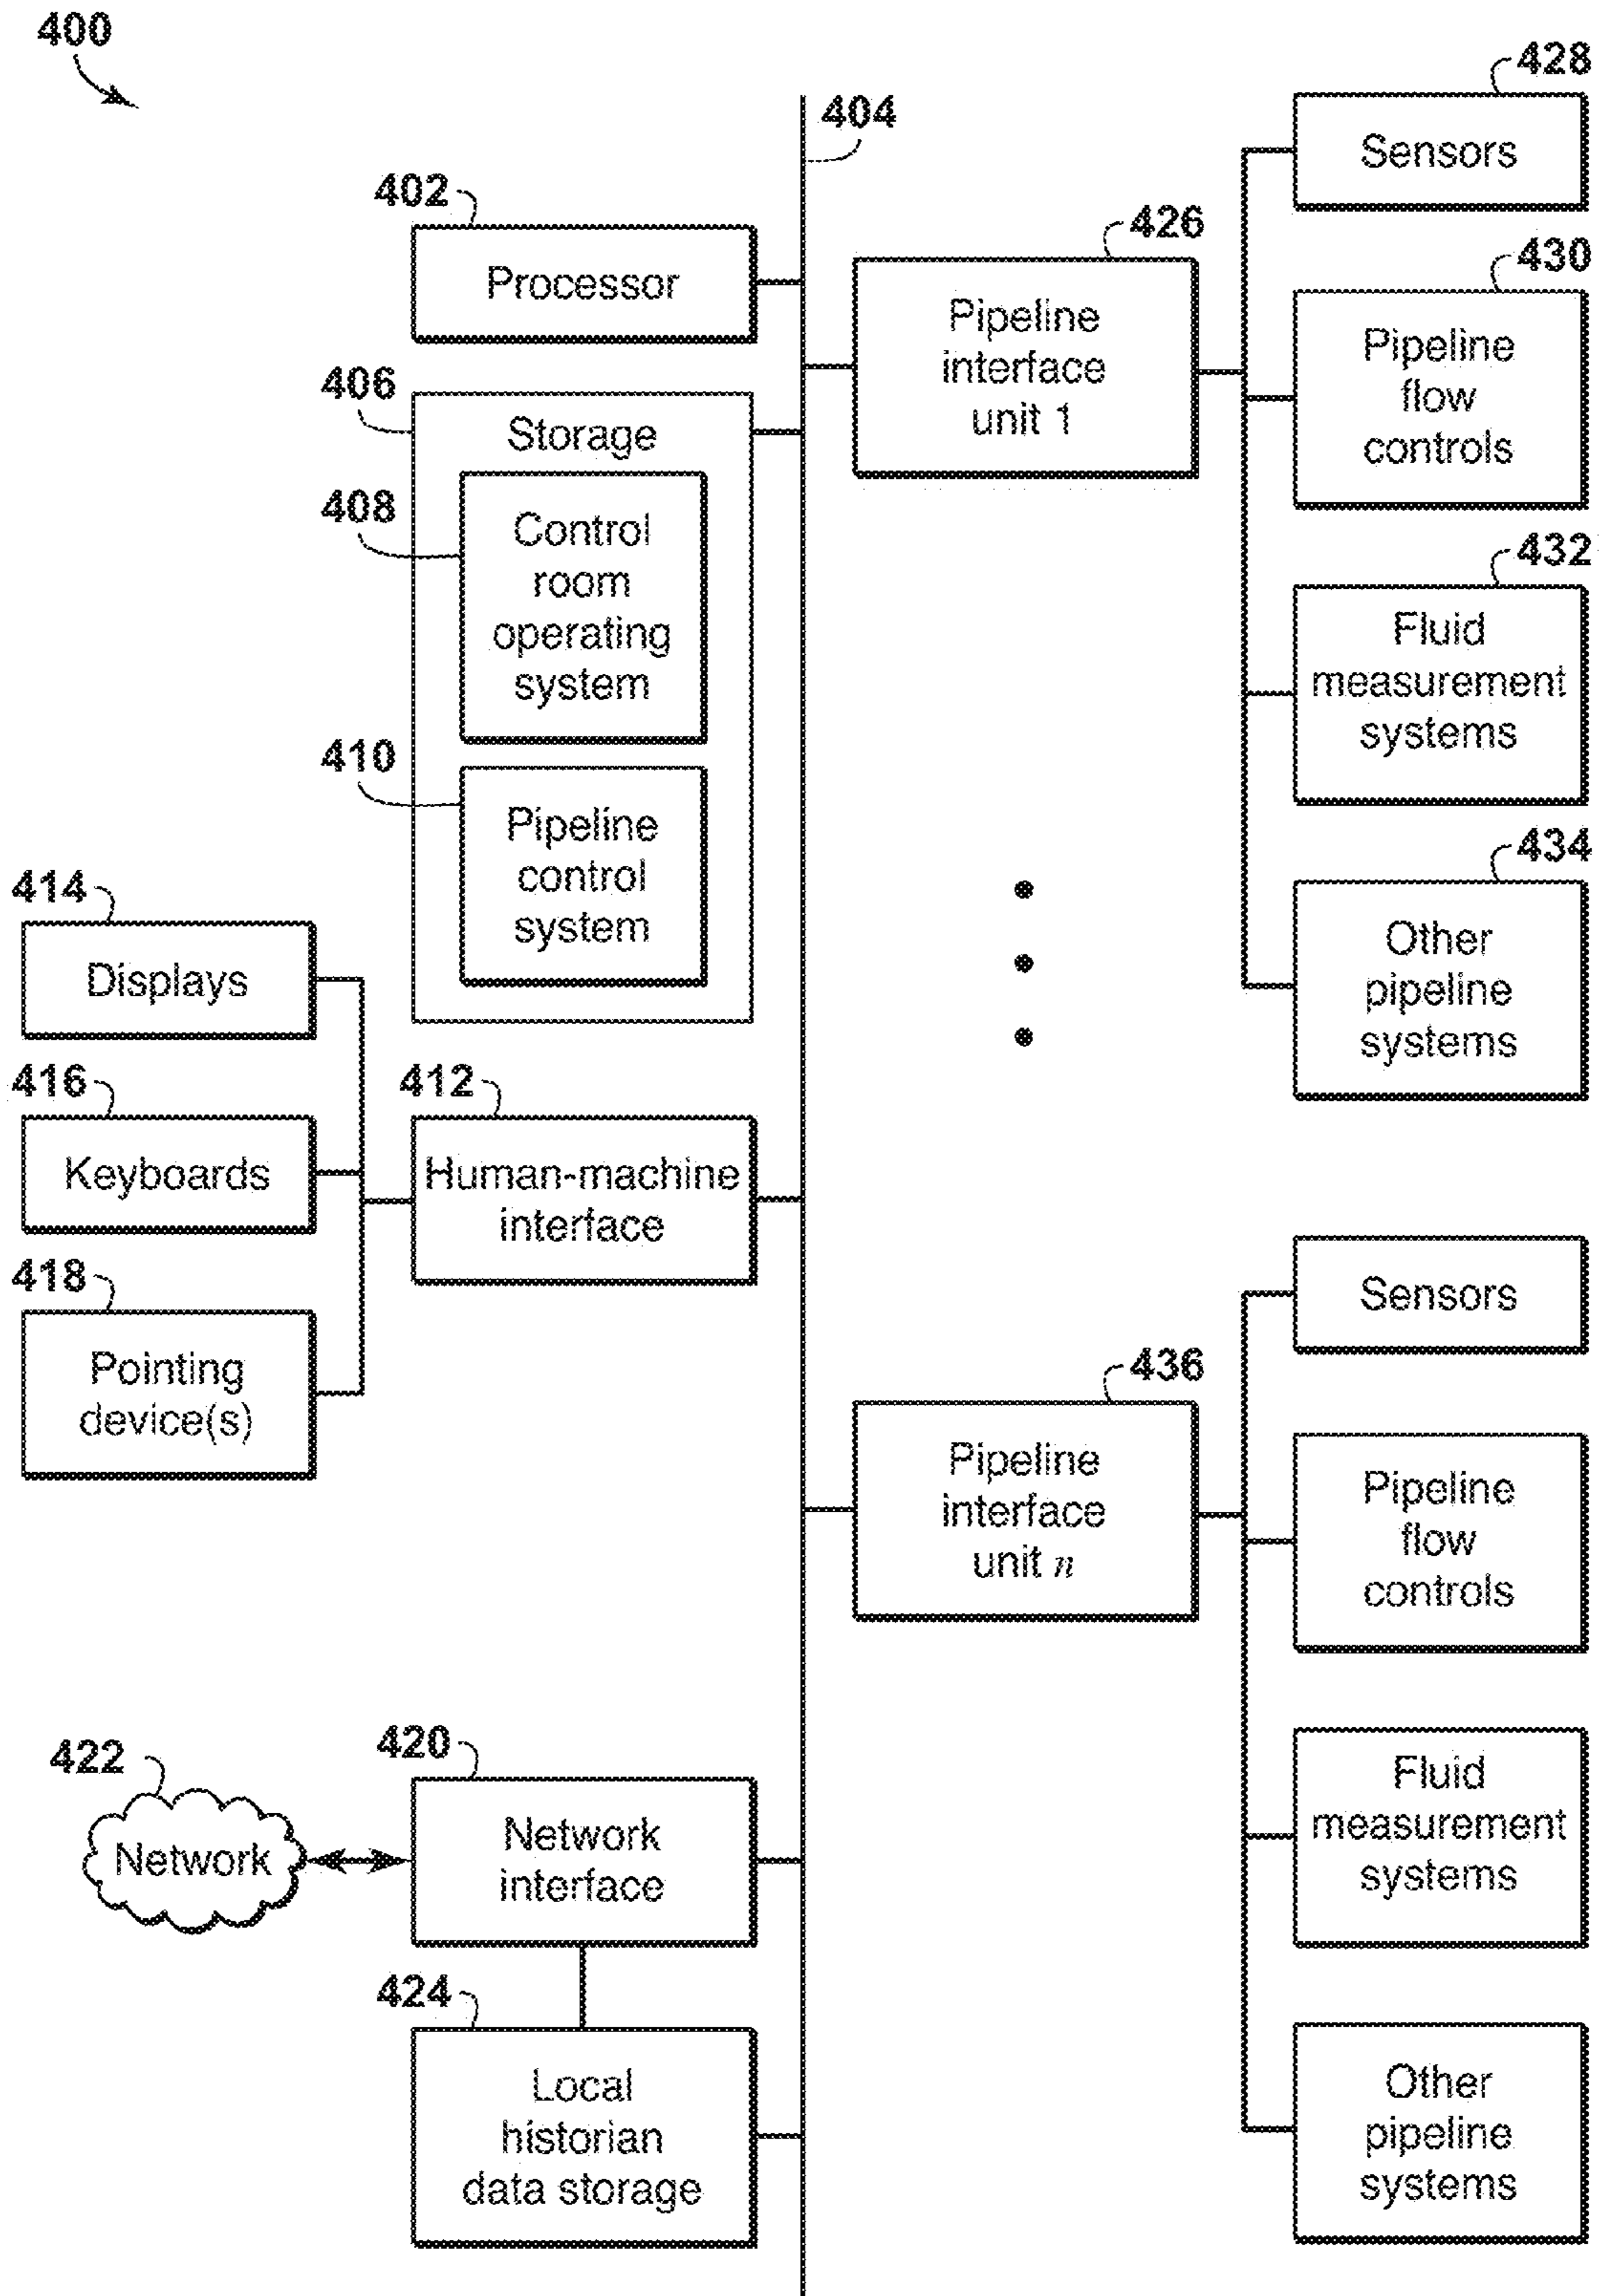 400
404
402
Processor
406
Storage
408
Control
room
operating
system
410
Pipeline
control
system
414
Displays
416
Keyboards
418
Pointing
device(s)
412
Human-machine
interface
422
Network
420
Network
interface
424
Local
historian
data storage
426
Pipeline
interface
unit 1
428
Sensors
430
Pipeline
flow
controls
432
Fluid
measurement
systems
434
Other
pipeline
systems
436
Pipeline
interface
unit n
Sensors
Pipeline
flow
controls
Fluid
measurement
systems
Other
pipeline
systems